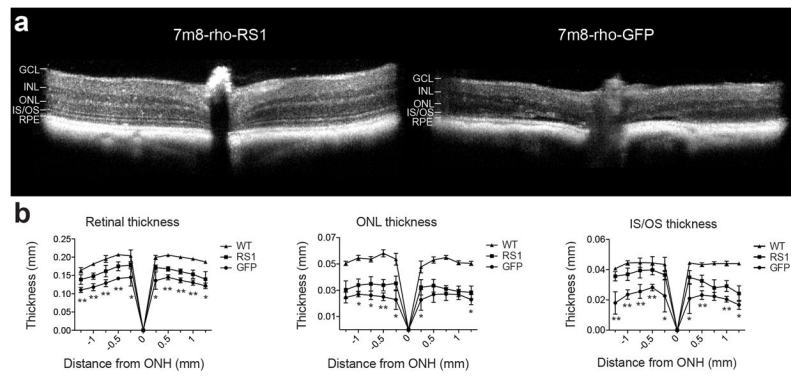 a
7m8-rho-RS1
7m8-rho-GFP
GCL
INL
ONL
IS/OS
RPE
GCL
INL
ONL
IS/OS
RPE
b
Retinal thickness
Thickness (mm)
0.25
0.20
0.15
0.10
0.05
0.00
WT
RS1
GFP
** ** ** ** * * ** ** ** ** *
-1 -0.5 0 0.5 1
Distance from ONH (mm)
ONL thickness
Thickness (mm)
0.05
0.03
0.01
0.00
WT
RS1
GFP
* * ** * * *
-1 -0.5 0 0.5 1
Distance from ONH (mm)
IS/OS thickness
Thickness (mm)
0.06
0.04
0.02
0.00
WT
RS1
GFP
** ** ** ** * * ** ** *
-1 -0.5 0 0.5 1
Distance from ONH (mm)